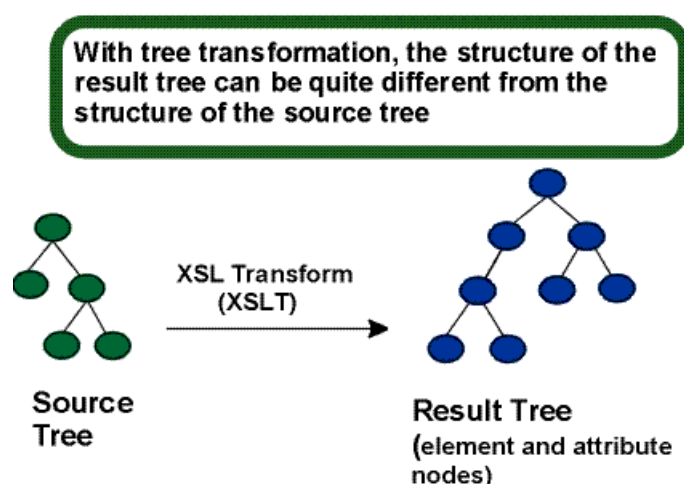 With tree transformation, the structure of the
result tree can be quite different from the
structure of the source tree
XSL Transform
(XSLT)
Source
Tree
Result Tree
(element and attribute
nodes)